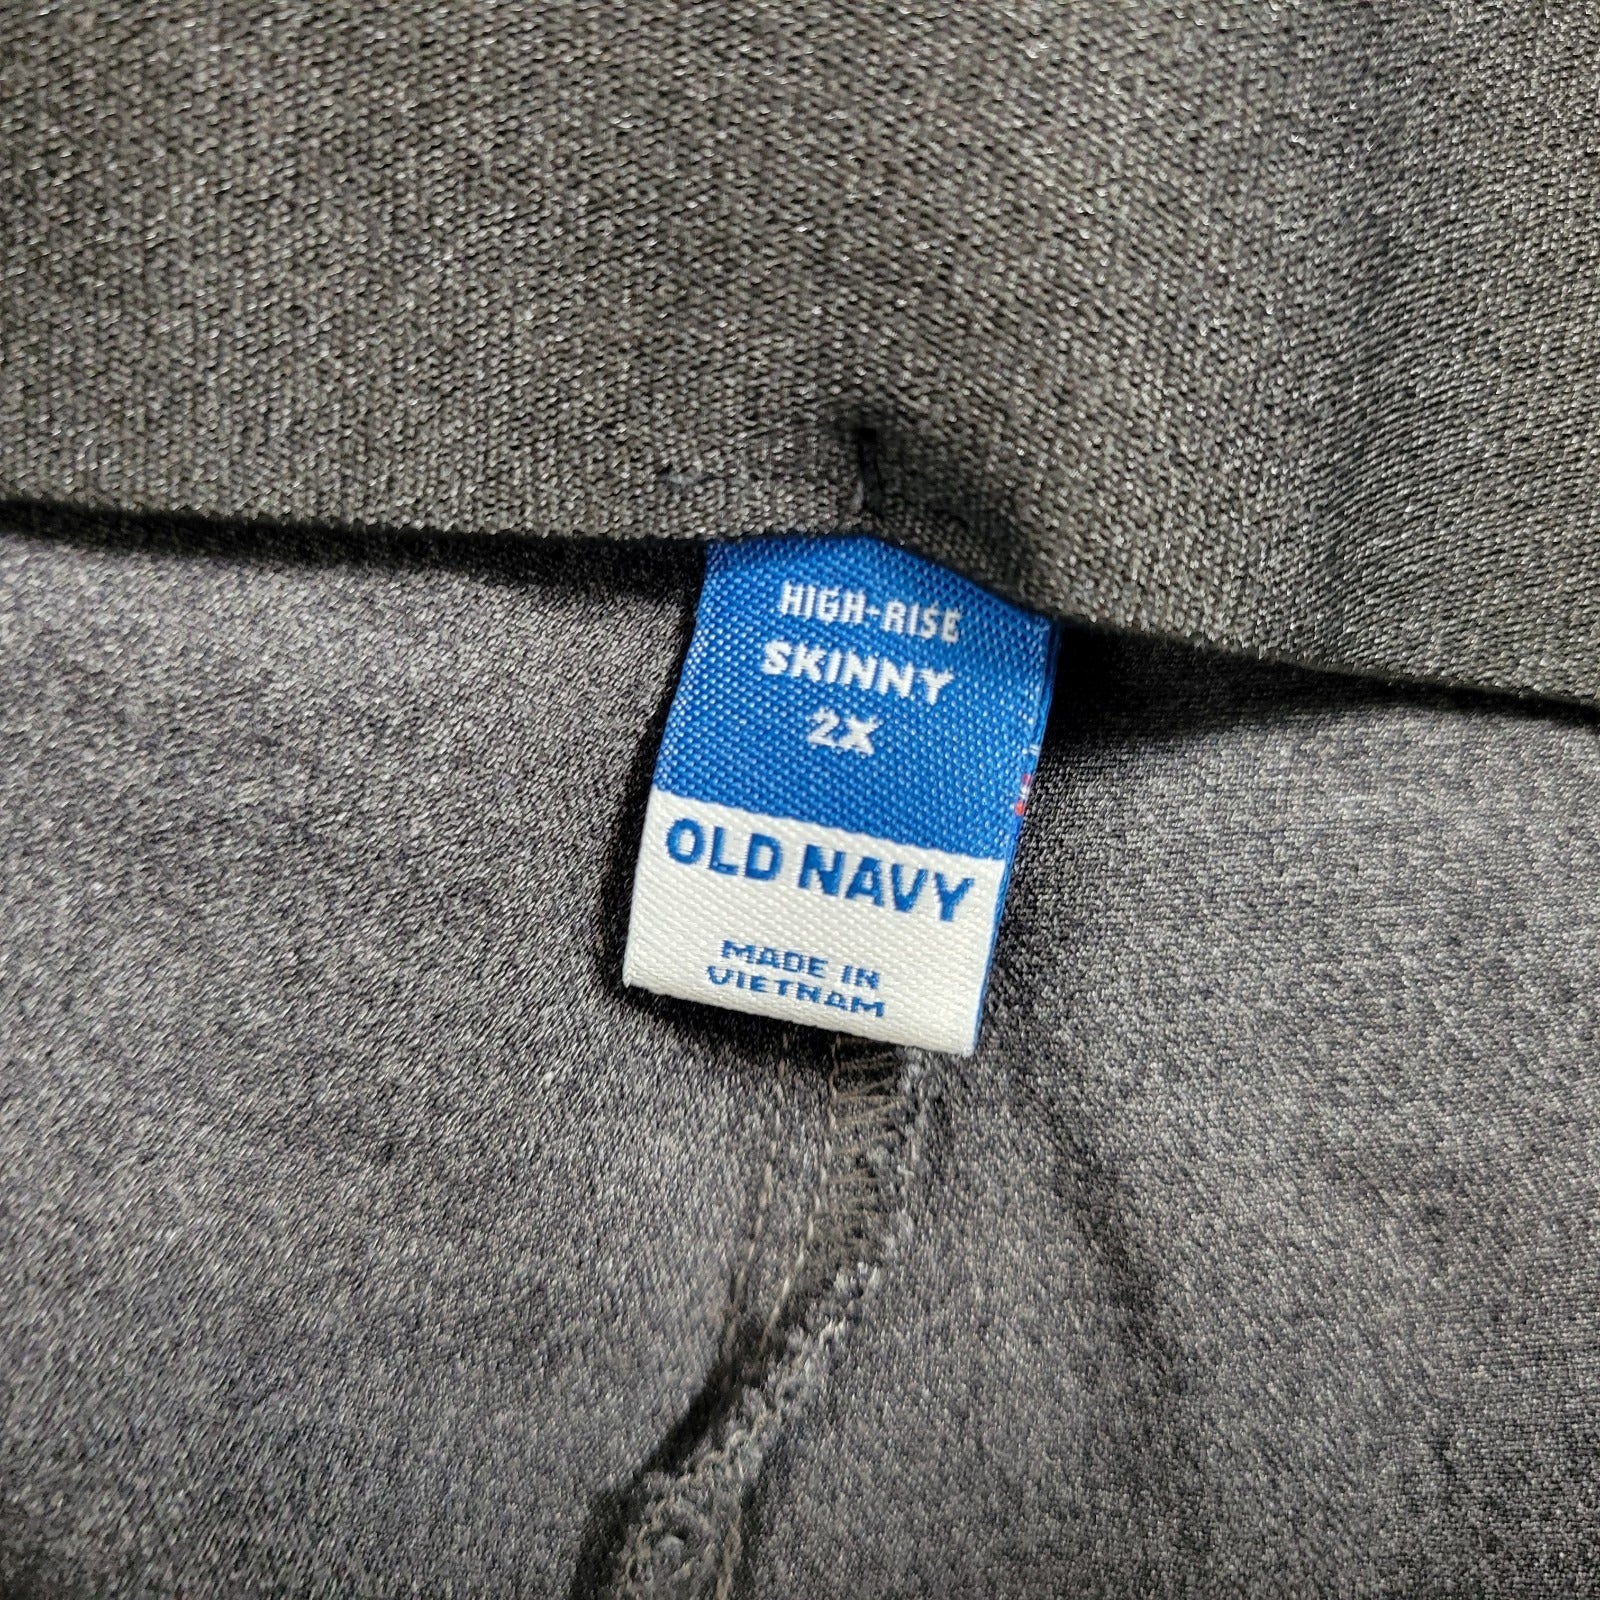 HIGH-RISE
SKINNY
2X
OLD NAVY
MADE IN
VIETNAM